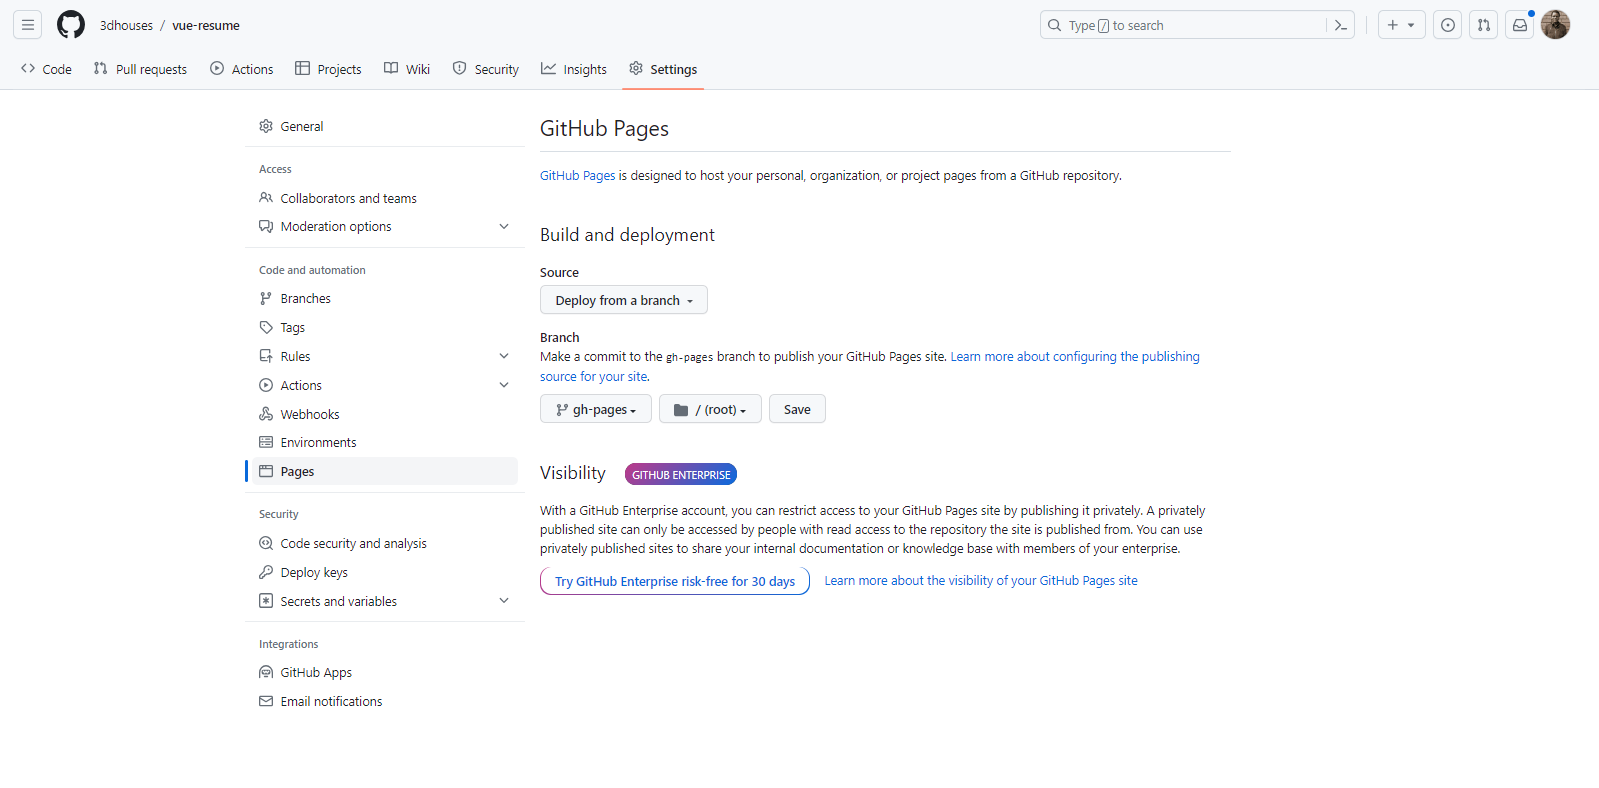 3dhouses / vue-resume
Type / to search
Code
Pull requests
Actions
Projects
Wiki
Security
Insights
Settings
General
Access
Collaborators and teams
Moderation options
Code and automation
Branches
Tags
Rules
Actions
Webhooks
Environments
Pages
Security
Code security and analysis
Deploy keys
Secrets and variables
Integrations
GitHub Apps
Email notifications
GitHub Pages
GitHub Pages is designed to host your personal, organization, or project pages from a GitHub repository.
Build and deployment
Source
Deploy from a branch
Branch
Make a commit to the gh-pages branch to publish your GitHub Pages site. Learn more about configuring the publishing
source for your site.
gh-pages
/ (root)
Save
Visibility
GITHUB ENTERPRISE
With a GitHub Enterprise account, you can restrict access to your GitHub Pages site by publishing it privately. A privately
published site can only be accessed by people with read access to the repository the site is published from. You can use
privately published sites to share your internal documentation or knowledge base with members of your enterprise.
Try GitHub Enterprise risk-free for 30 days
Learn more about the visibility of your GitHub Pages site